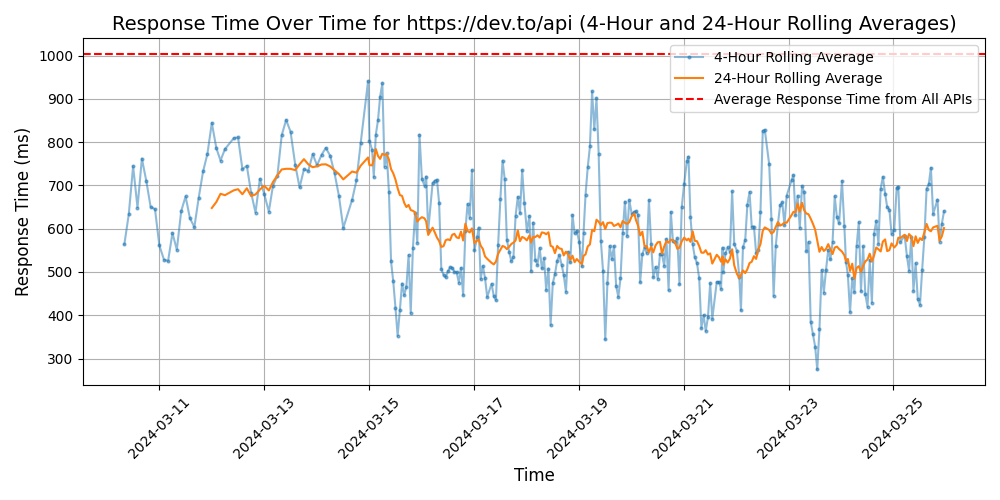 Response Time Over Time for https://dev.to/api (4-Hour and 24-Hour Rolling Averages)
4-Hour Rolling Average
24-Hour Rolling Average
Average Response Time from All APIs
Response Time (ms)
1000
900
800
700
600
500
400
300
2024-03-11
2024-03-13
2024-03-15
2024-03-17
2024-03-19
2024-03-21
2024-03-23
2024-03-25
Time